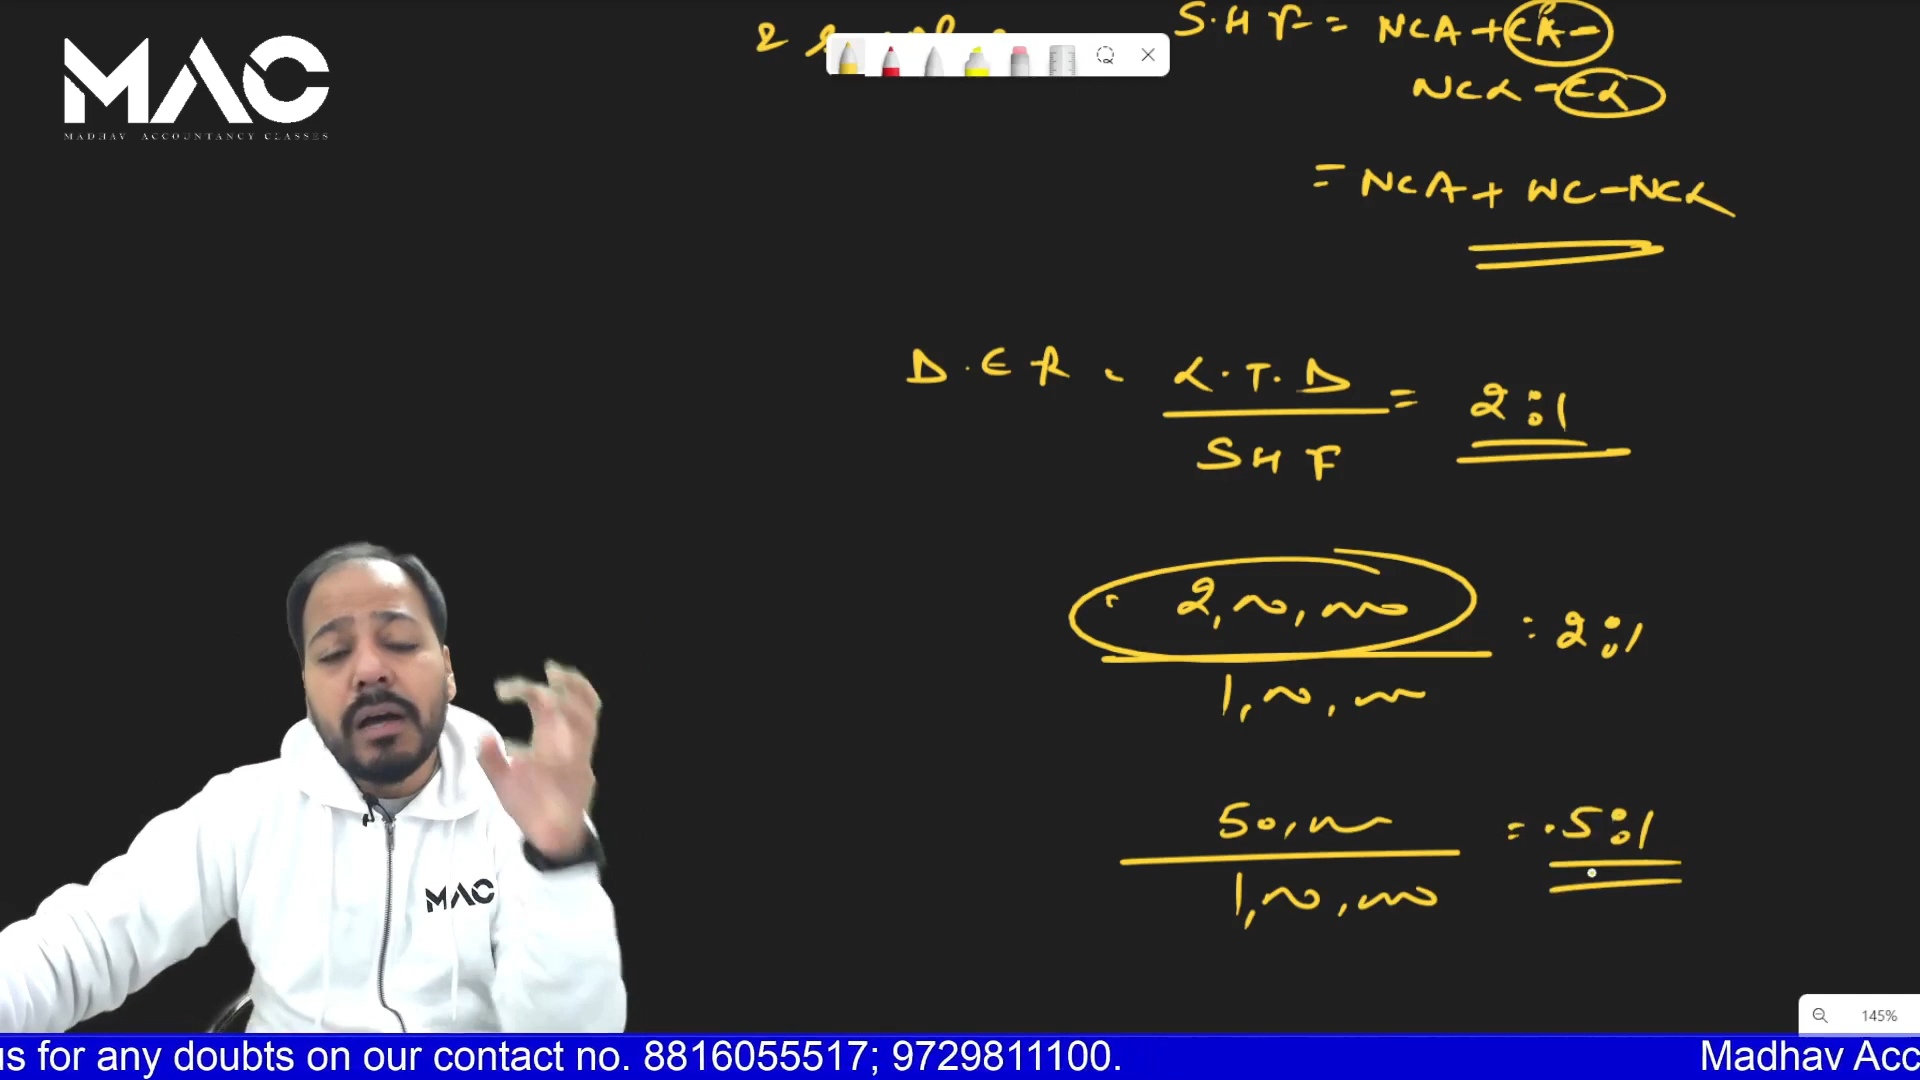 MAC
MADHAV ACCOUNTANCY CLASSES
S.H.F = NCA + CA -
NCL - CL
= NCA + WC - NCL
D.E.R = L.T.D / SHF = 2:1
2,00,000 / 1,00,000 = 2:1
50,000 / 1,00,000 = .5:1
MAC
145%
us for any doubts on our contact no. 8816055517; 9729811100.
Madhav Acc